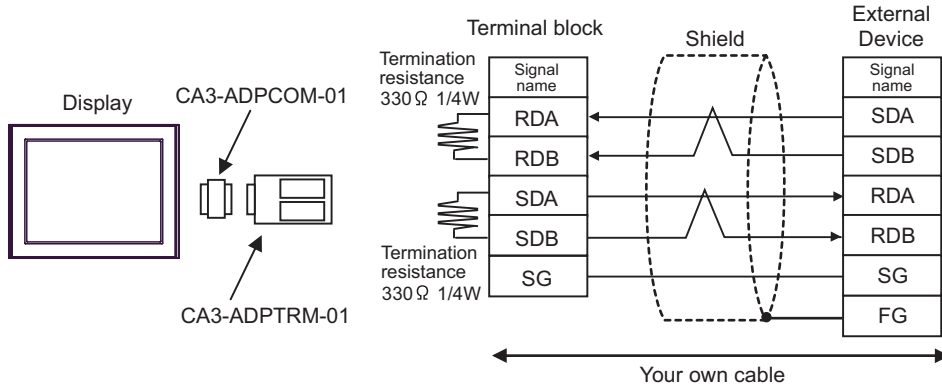 Display
CA3-ADPCOM-01
CA3-ADPTRM-01
Terminal block
Termination
resistance
330Ω 1/4W
Signal
name
RDA
RDB
SDA
SDB
SG
Termination
resistance
330Ω 1/4W
Shield
External
Device
Signal
name
SDA
SDB
RDA
RDB
SG
FG
Your own cable